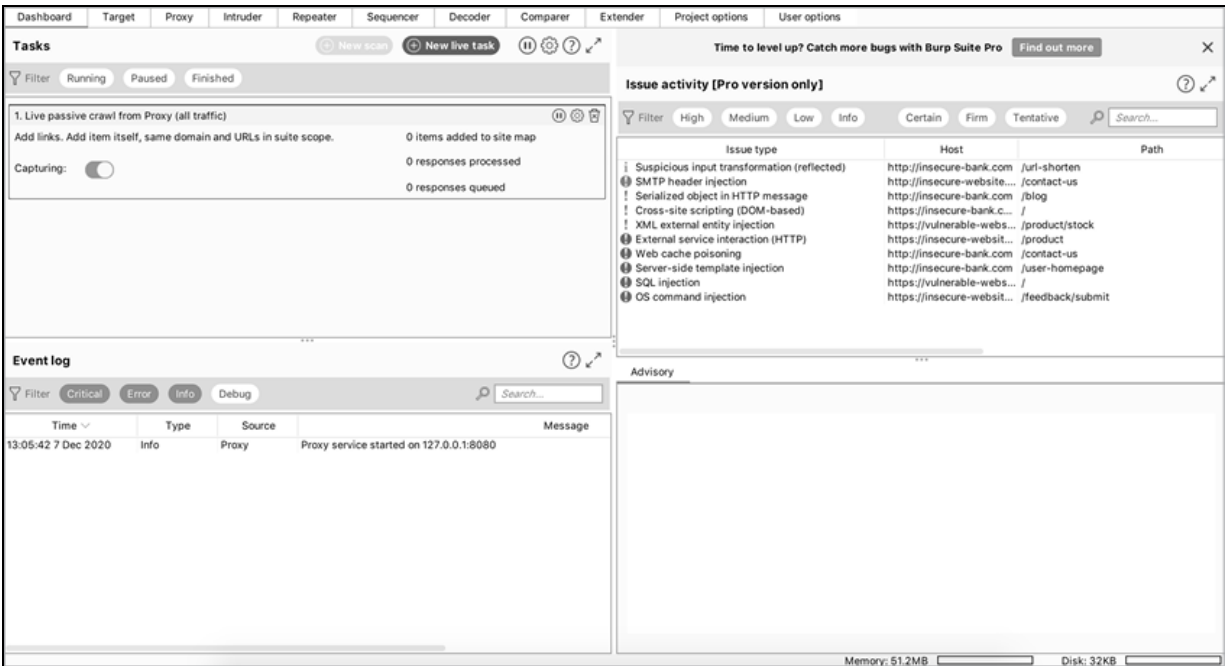 Dashboard Target Proxy Intruder Repeater Sequencer Decoder Comparer Extender Project options User options
Tasks
New scan
New live task
Filter Running Paused Finished
1. Live passive crawl from Proxy (all traffic)
Add links. Add item itself, same domain and URLs in suite scope.
0 items added to site map
Capturing:
0 responses processed
0 responses queued
Event log
Filter Critical Error Info Debug Search...
Time Type Source Message
13:05:42 7 Dec 2020 Info Proxy Proxy service started on 127.0.0.1:8080
Time to level up? Catch more bugs with Burp Suite Pro Find out more
Issue activity [Pro version only]
Filter High Medium Low Info Certain Firm Tentative Search...
Issue type Host Path
Suspicious input transformation (reflected) http://insecure-bank.com /url-shorten
SMTP header injection http://insecure-website.... /contact-us
Serialized object in HTTP message http://insecure-bank.com /blog
Cross-site scripting (DOM-based) https://insecure-bank.c... /
XML external entity injection https://vulnerable-webs... /product/stock
External service interaction (HTTP) https://insecure-websit... /product
Web cache poisoning http://insecure-bank.com /contact-us
Server-side template injection http://insecure-bank.com /user-homepage
SQL injection https://vulnerable-webs... /
OS command injection https://insecure-websit... /feedback/submit
Advisory
Memory: 51.2MB Disk: 32KB